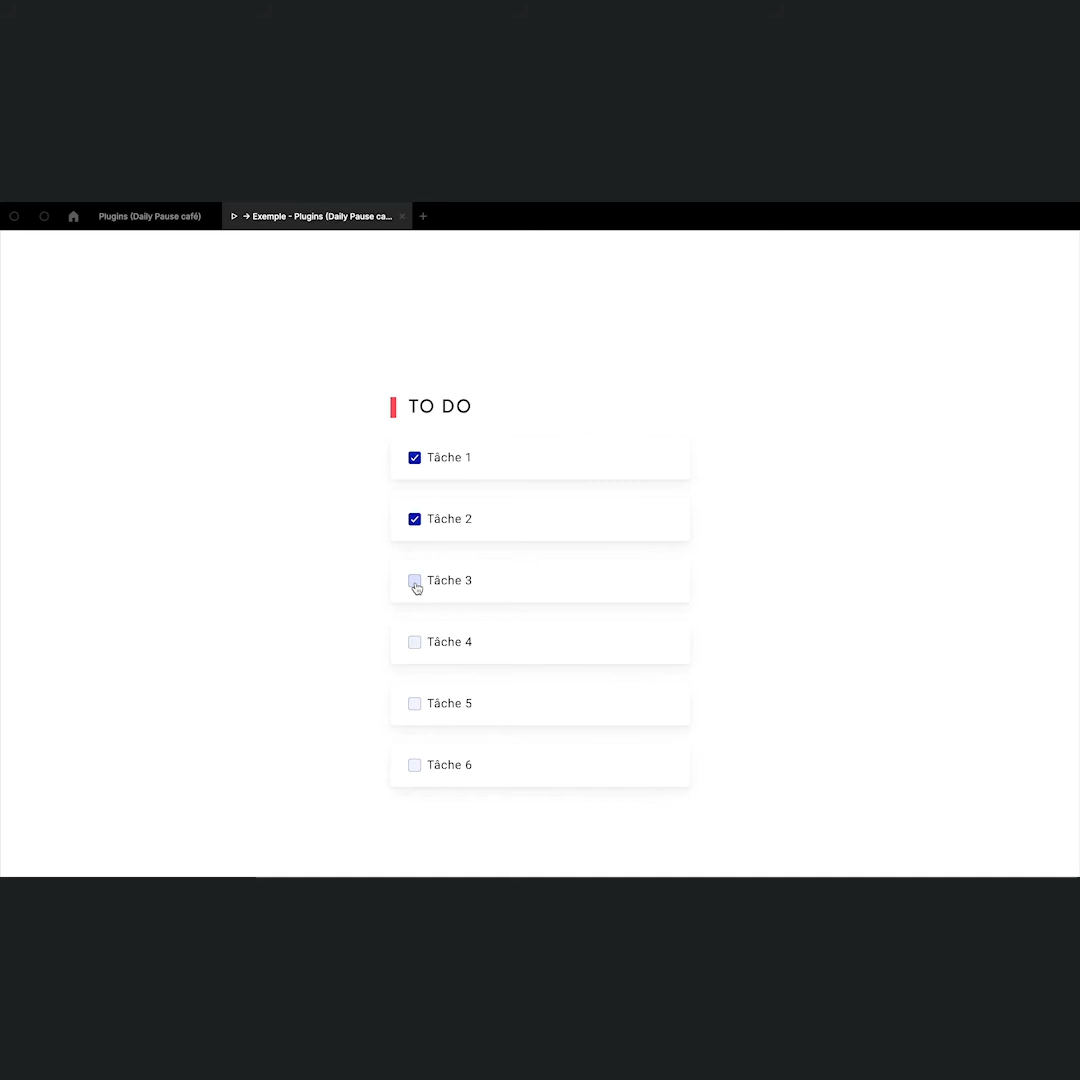 Plugins (Daily Pause café)
→ Exemple - Plugins (Daily Pause ca...
TO DO
Tâche 1
Tâche 2
Tâche 3
Tâche 4
Tâche 5
Tâche 6